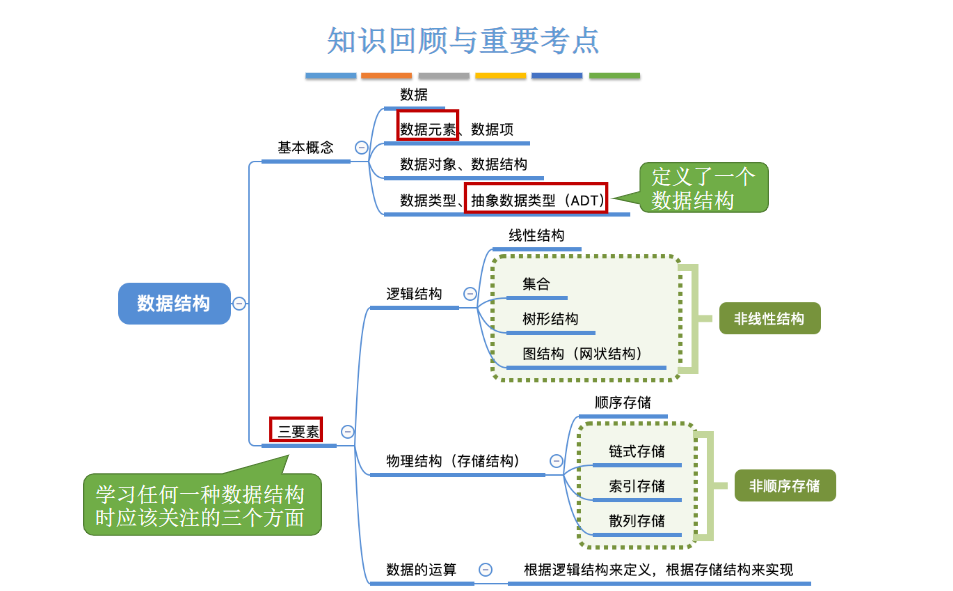 知识回顾与重要考点
数据
数据元素、数据项
基本概念
数据对象、数据结构
数据类型、抽象数据类型（ADT）
定义了一个
数据结构
线性结构
集合
逻辑结构
树形结构
图结构（网状结构）
非线性结构
数据结构
三要素
学习任何一种数据结构
时应该关注的三个方面
顺序存储
链式存储
物理结构（存储结构）
索引存储
散列存储
非顺序存储
数据的运算
根据逻辑结构来定义，根据存储结构来实现